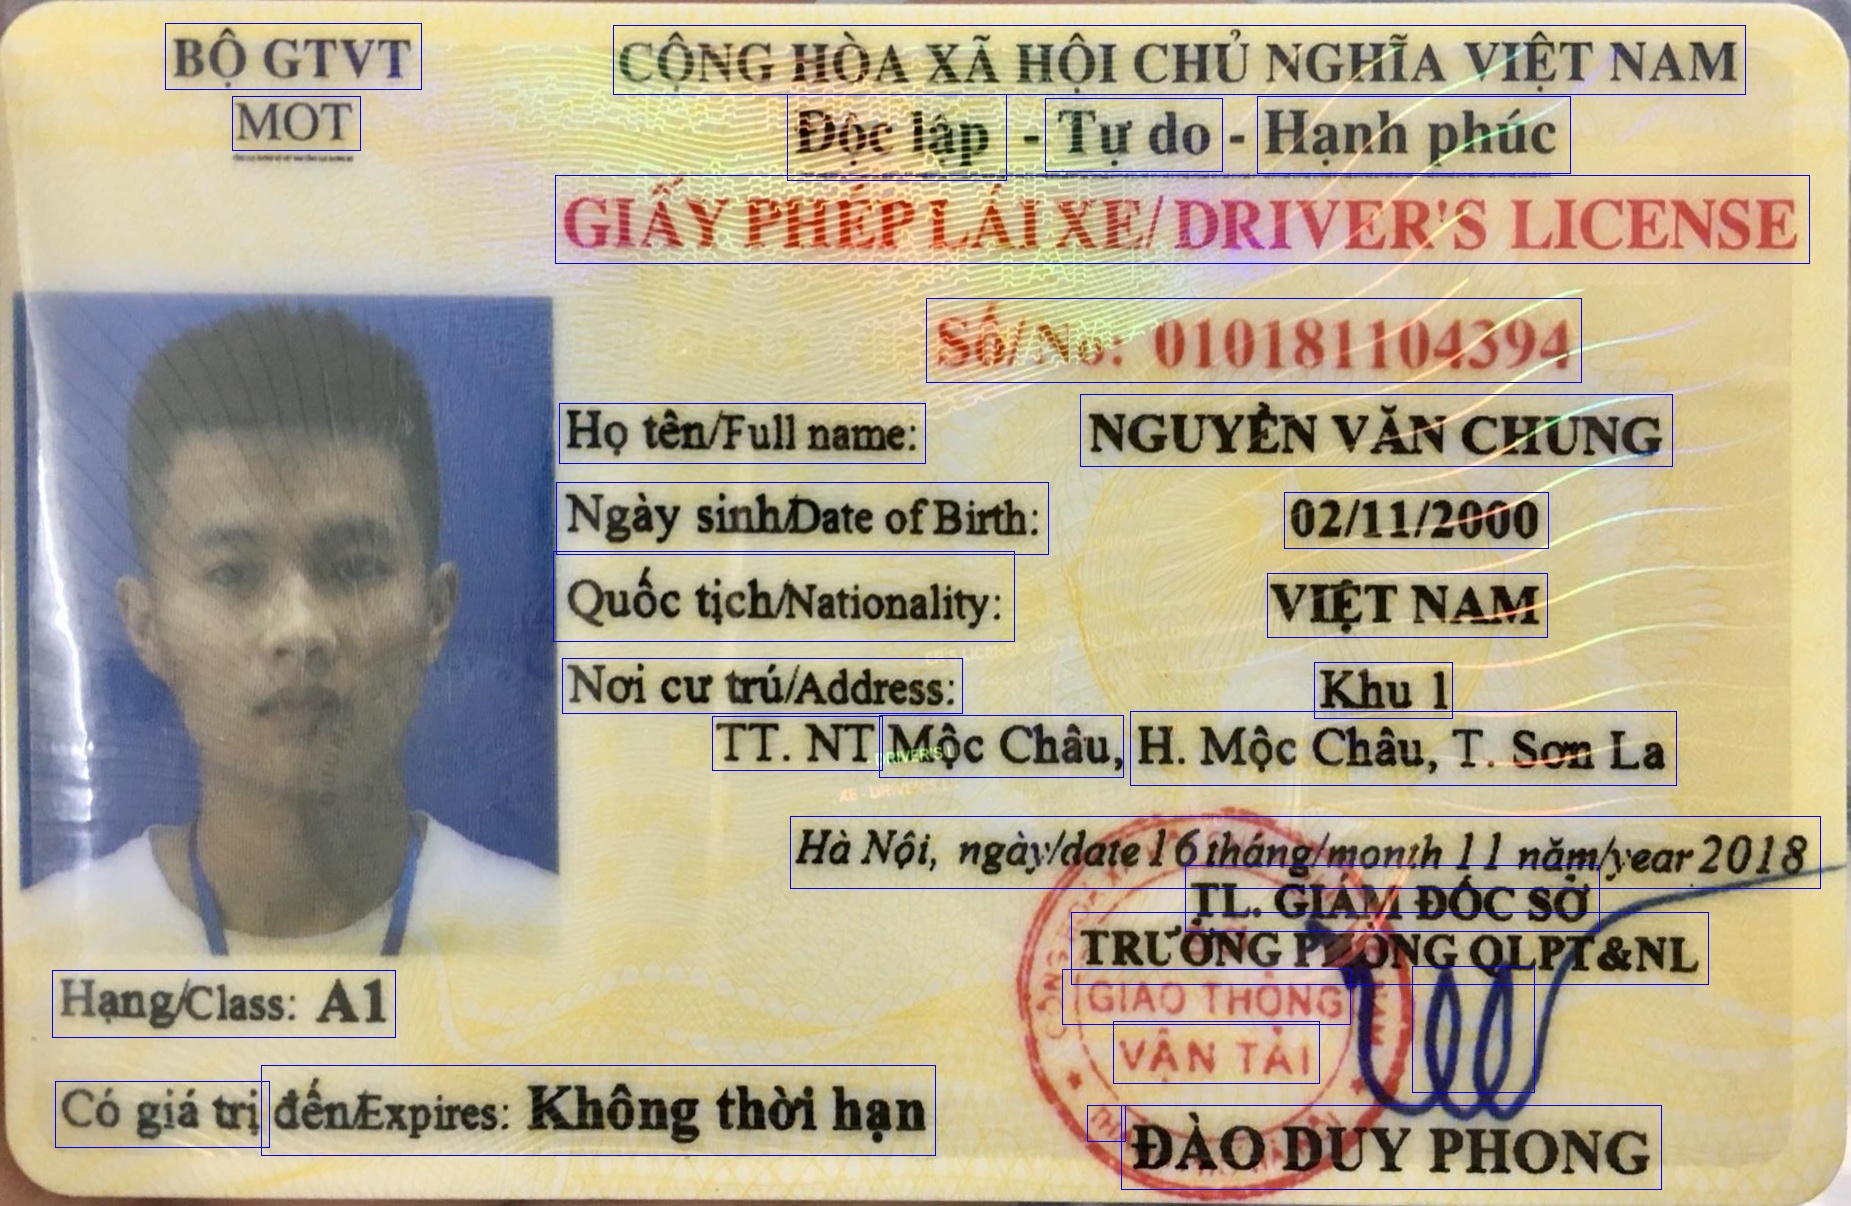 BỘ GTVT
MOT
CỘNG HÒA XÃ HỘI CHỦ NGHĨA VIỆT NAM
Độc lập - Tự do - Hạnh phúc
GIẤY PHÉP LÁI XE/ DRIVER'S LICENSE
Số/No: 010181104394
Họ tên/Full name: NGUYỄN VĂN CHUNG
Ngày sinh/Date of Birth: 02/11/2000
Quốc tịch/Nationality: VIỆT NAM
Nơi cư trú/Address: Khu 1
TT. NT Mộc Châu, H. Mộc Châu, T. Sơn La
Hà Nội, ngày/date 16 tháng/month 11 năm/year 2018
TL. GIÁM ĐỐC SỞ
TRƯỞNG PHÒNG QLPT&NL
GIAO THÔNG
VẬN TẢI
ĐÀO DUY PHONG
Hạng/Class: A1
Có giá trị đến/Expires: Không thời hạn